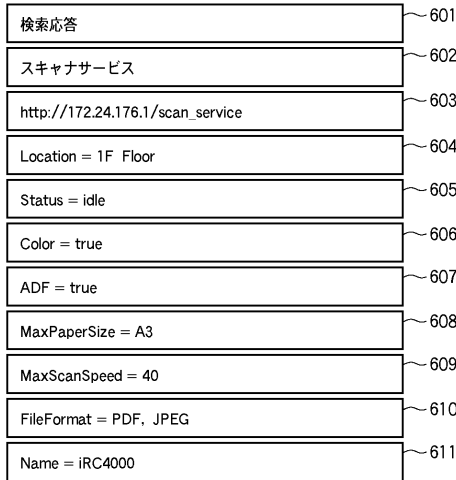 検索応答 601
スキャナサービス 602
http://172.24.176.1/scan_service 603
Location = 1F Floor 604
Status = idle 605
Color = true 606
ADF = true 607
MaxPaperSize = A3 608
MaxScanSpeed = 40 609
FileFormat = PDF, JPEG 610
Name = iRC4000 611